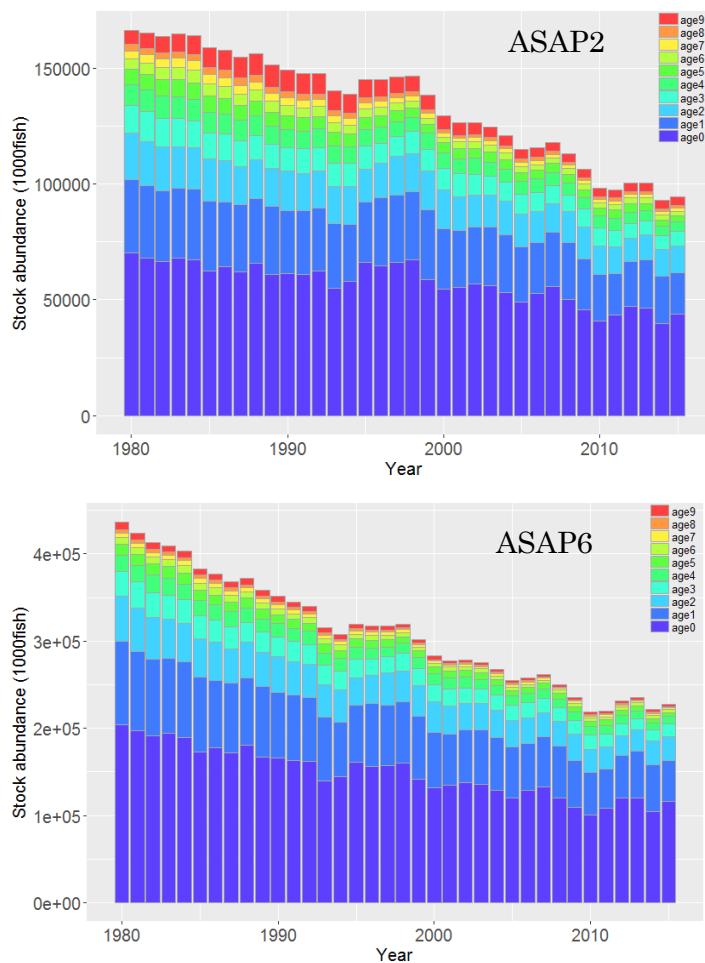 ASAP2
age9
age8
age7
age6
age5
age4
age3
age2
age1
age0
Stock abundance (1000fish)
150000
100000
50000
0
1980
1990
2000
2010
Year
ASAP6
age9
age8
age7
age6
age5
age4
age3
age2
age1
age0
Stock abundance (1000fish)
4e+05
3e+05
2e+05
1e+05
0e+00
1980
1990
2000
2010
Year